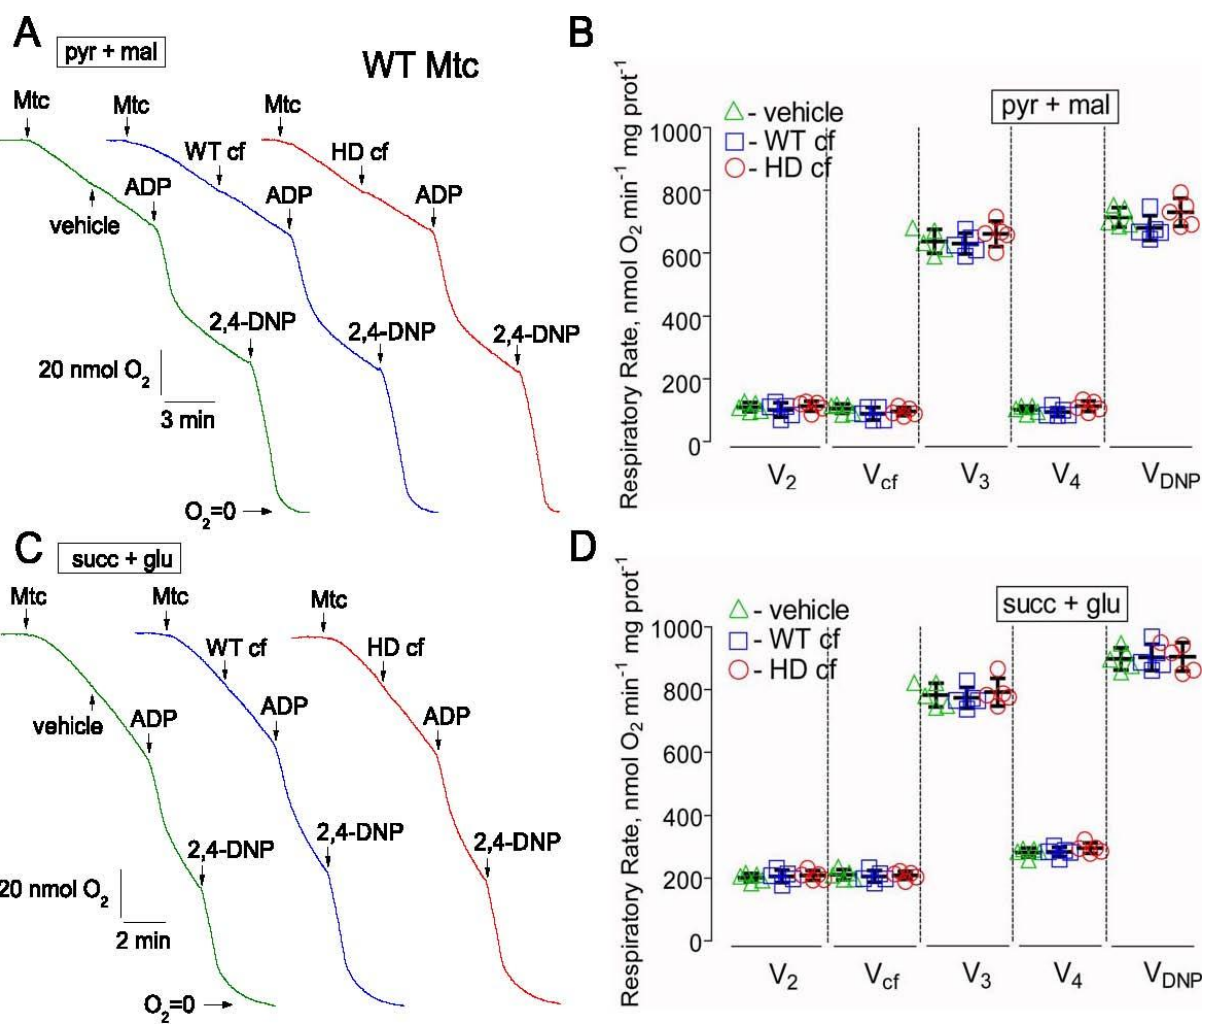 A
pyr + mal
WT Mtc
Mtc
Mtc
Mtc
WT cf
HD cf
vehicle
ADP
ADP
ADP
2,4-DNP
2,4-DNP
2,4-DNP
20 nmol O₂
3 min
O₂=0
B
Respiratory Rate, nmol O₂ min⁻¹ mg prot⁻¹
- vehicle
- WT cf
- HD cf
pyr + mal
1000
800
600
400
200
0
V₂
V_cf
V₃
V₄
V_DNP
C
succ + glu
Mtc
Mtc
Mtc
WT cf
HD cf
vehicle
ADP
ADP
ADP
2,4-DNP
2,4-DNP
2,4-DNP
20 nmol O₂
2 min
O₂=0
D
Respiratory Rate, nmol O₂ min⁻¹ mg prot⁻¹
- vehicle
- WT cf
- HD cf
succ + glu
1000
800
600
400
200
0
V₂
V_cf
V₃
V₄
V_DNP